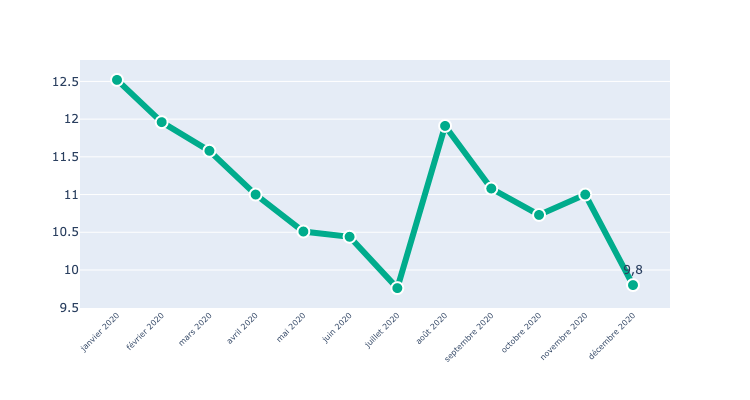 12.5
12
11.5
11
10.5
10
9.5
9,8
janvier 2020
février 2020
mars 2020
avril 2020
mai 2020
juin 2020
juillet 2020
août 2020
septembre 2020
octobre 2020
novembre 2020
décembre 2020